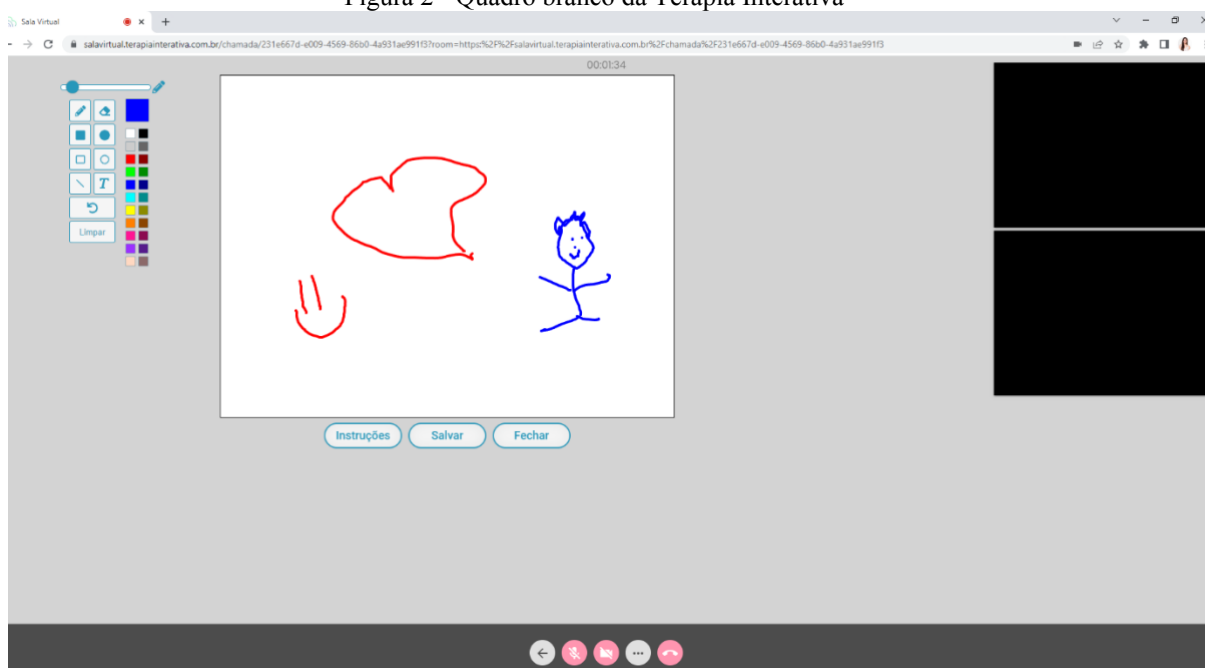 Figura 2 - Quadro branco da Terapia Interativa
Sala Virtual
salavirtual.terapiainterativa.com.br/chamada/231e667d-e009-4569-86b0-4a931ae991f3?room=https:%2F%2Fsalavirtual.terapiainterativa.com.br%2Fchamada%2F231e667d-e009-4569-86b0-4a931ae991f3
00:01:34
T
Limpar
Instruções Salvar Fechar